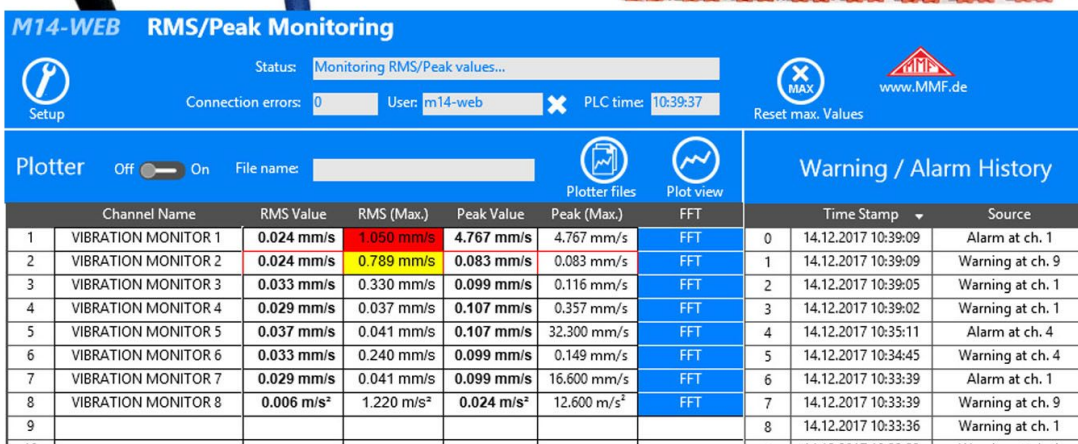 M14-WEB RMS/Peak Monitoring
Status: Monitoring RMS/Peak values...
MMF
MAX
www.MMF.de
Connection errors: 0 User: m14-web PLC time: 10:39:37
Setup
Reset max. Values
Plotter Off On File name:
Plotter files Plot view
Warning / Alarm History
Channel Name RMS Value RMS (Max.) Peak Value Peak (Max.) FFT Time Stamp Source
1 VIBRATION MONITOR 1 0.024 mm/s 1.050 mm/s 4.767 mm/s 4.767 mm/s FFT 0 14.12.2017 10:39:09 Alarm at ch. 1
2 VIBRATION MONITOR 2 0.024 mm/s 0.789 mm/s 0.083 mm/s 0.083 mm/s FFT 1 14.12.2017 10:39:09 Warning at ch. 9
3 VIBRATION MONITOR 3 0.033 mm/s 0.330 mm/s 0.099 mm/s 0.116 mm/s FFT 2 14.12.2017 10:39:05 Warning at ch. 1
4 VIBRATION MONITOR 4 0.029 mm/s 0.037 mm/s 0.107 mm/s 0.357 mm/s FFT 3 14.12.2017 10:39:02 Warning at ch. 1
5 VIBRATION MONITOR 5 0.037 mm/s 0.041 mm/s 0.107 mm/s 32.300 mm/s FFT 4 14.12.2017 10:35:11 Alarm at ch. 4
6 VIBRATION MONITOR 6 0.033 mm/s 0.240 mm/s 0.099 mm/s 0.149 mm/s FFT 5 14.12.2017 10:34:45 Warning at ch. 4
7 VIBRATION MONITOR 7 0.029 mm/s 0.041 mm/s 0.099 mm/s 16.600 mm/s FFT 6 14.12.2017 10:33:39 Alarm at ch. 1
8 VIBRATION MONITOR 8 0.006 m/s² 1.220 m/s² 0.024 m/s² 12.600 m/s² FFT 7 14.12.2017 10:33:39 Warning at ch. 9
9 8 14.12.2017 10:33:36 Warning at ch. 1